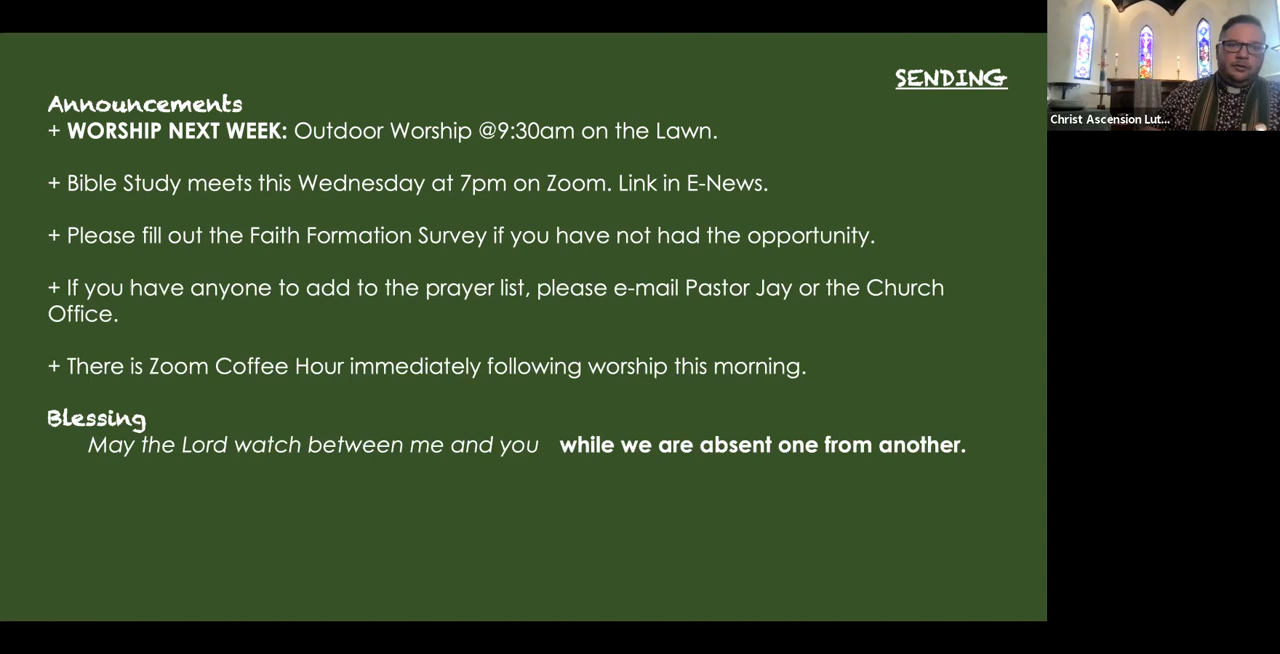 SENDING
Announcements
+ WORSHIP NEXT WEEK: Outdoor Worship @9:30am on the Lawn.
+ Bible Study meets this Wednesday at 7pm on Zoom. Link in E-News.
+ Please fill out the Faith Formation Survey if you have not had the opportunity.
+ If you have anyone to add to the prayer list, please e-mail Pastor Jay or the Church
Office.
+ There is Zoom Coffee Hour immediately following worship this morning.
Blessing
May the Lord watch between me and you while we are absent one from another.
Christ Ascension Lut...